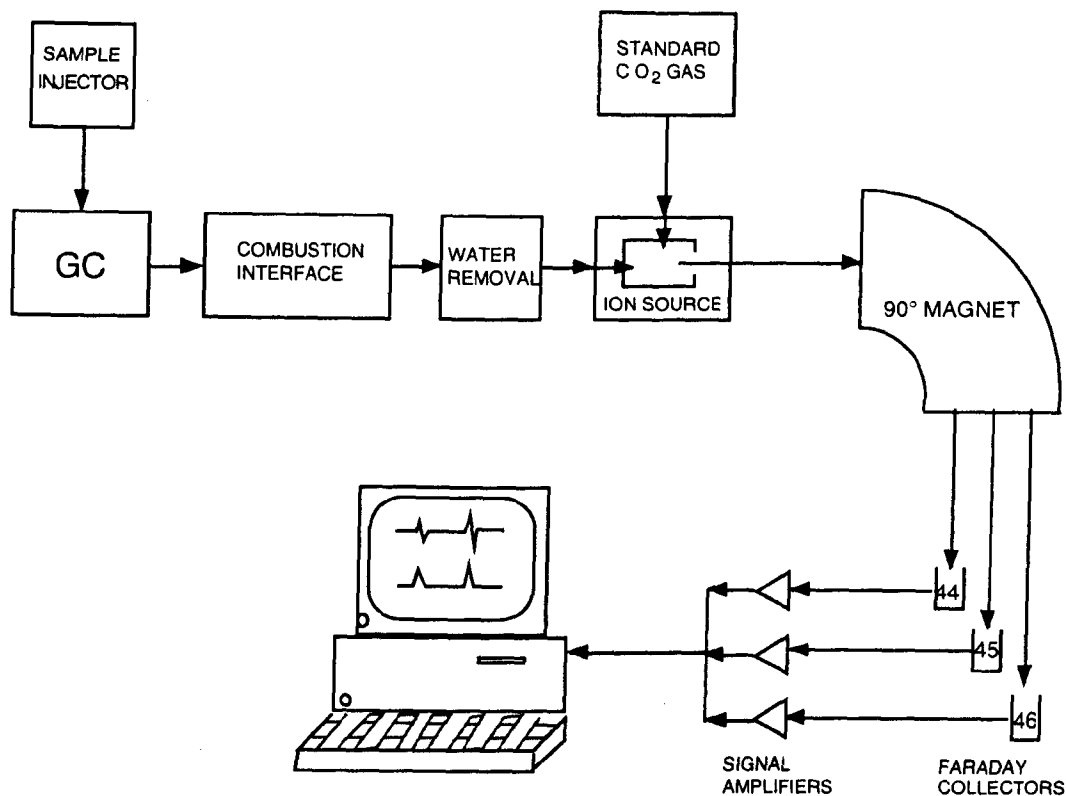 SAMPLE
INJECTOR
STANDARD
C O₂ GAS
GC
COMBUSTION
INTERFACE
WATER
REMOVAL
ION SOURCE
90° MAGNET
44
45
46
SIGNAL
AMPLIFIERS
FARADAY
COLLECTORS